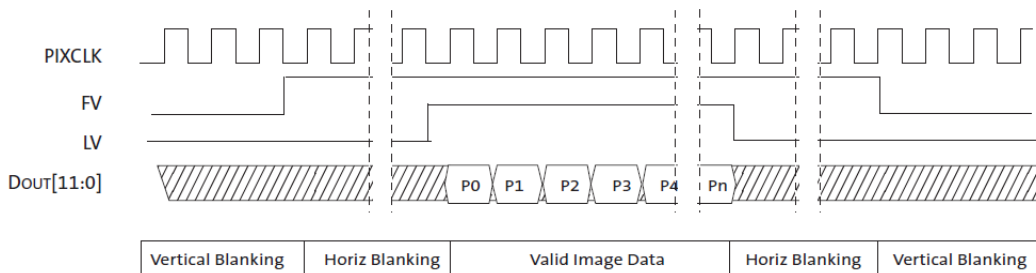 PIXCLK
FV
LV
DOUT[11:0]
P0 P1 P2 P3 P4 Pn
Vertical Blanking Horiz Blanking Valid Image Data Horiz Blanking Vertical Blanking